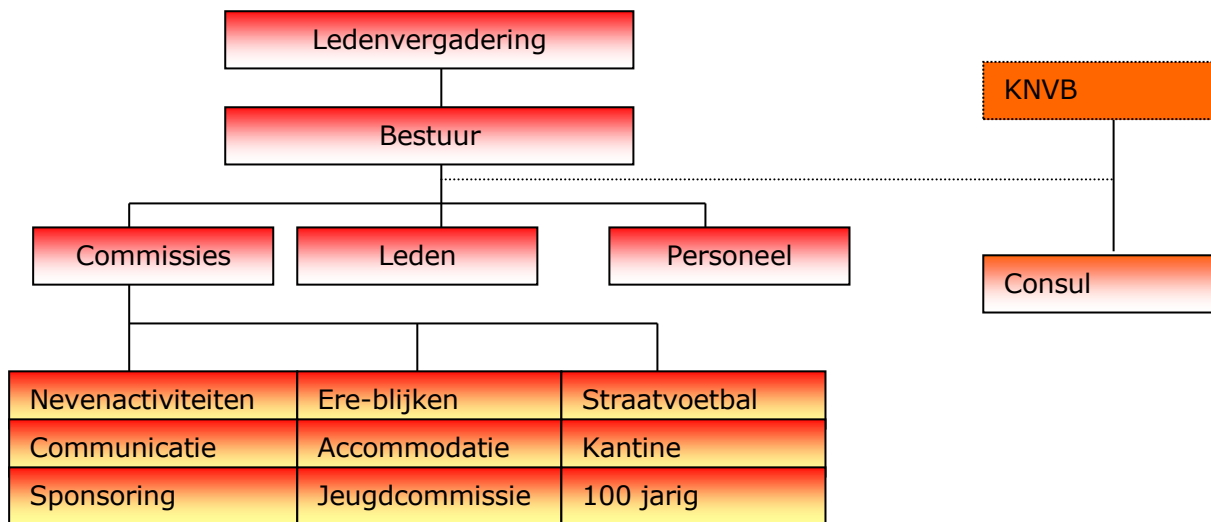 Ledenvergadering
KNVB
Bestuur
Commissies
Leden
Personeel
Consul
Nevenactiviteiten
Ere-blijken
Straatvoetbal
Communicatie
Accommodatie
Kantine
Sponsoring
Jeugdcommissie
100 jarig